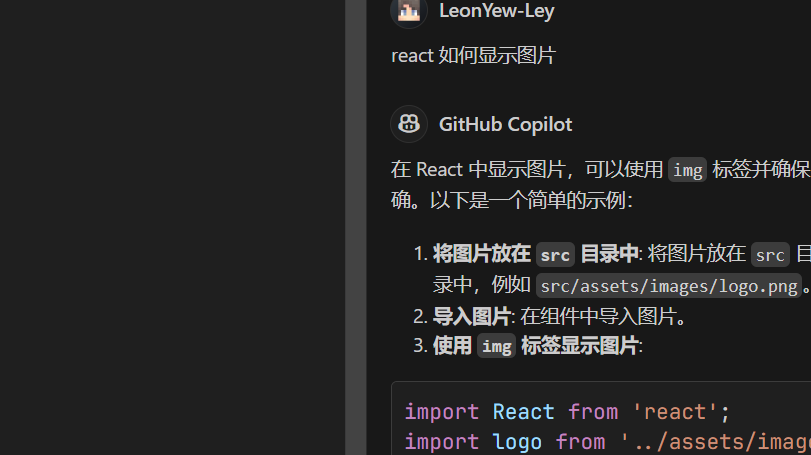 LeonYew-Ley
react 如何显示图片
GitHub Copilot
在 React 中显示图片，可以使用 img 标签并确保
确。以下是一个简单的示例：
1. 将图片放在 src 目录中: 将图片放在 src 目
录中，例如 src/assets/images/logo.png。
2. 导入图片: 在组件中导入图片。
3. 使用 img 标签显示图片:
import React from 'react';
import logo from '../assets/imag